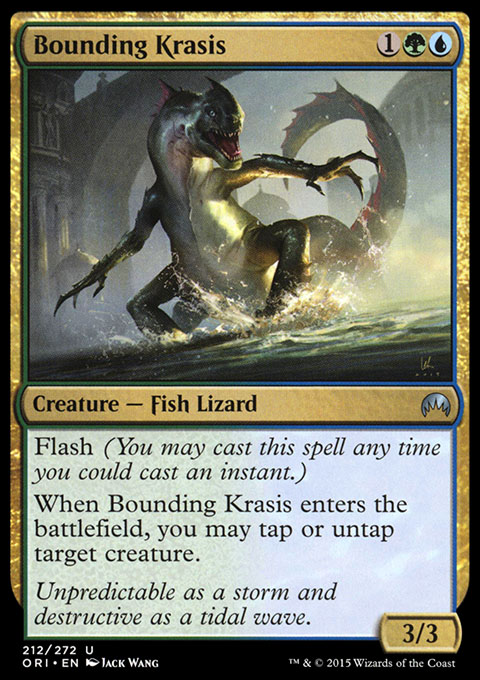 Bounding Krasis 1
Creature — Fish Lizard
Flash (You may cast this spell any time
you could cast an instant.)
When Bounding Krasis enters the
battlefield, you may tap or untap
target creature.
Unpredictable as a storm and
destructive as a tidal wave.
3/3
212/272 U
ORI • EN Jack Wang
™ & © 2015 Wizards of the Coast